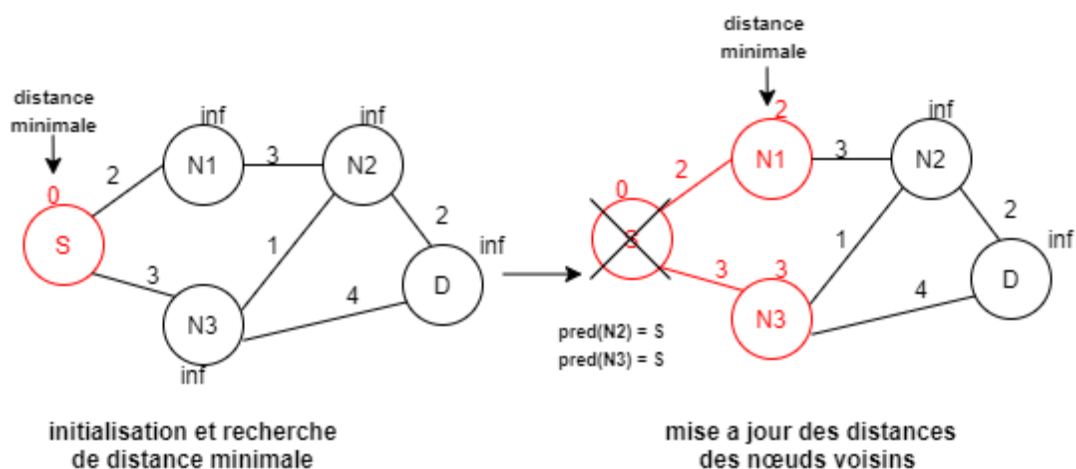 distance
minimale
0
S
2
3
inf
N1
3
inf
N2
1
2
inf
D
4
N3
inf
initialisation et recherche
de distance minimale
distance
minimale
0
S
2
3
2
N1
3
inf
N2
1
2
inf
D
4
3
N3
pred(N2) = S
pred(N3) = S
mise a jour des distances
des nœuds voisins